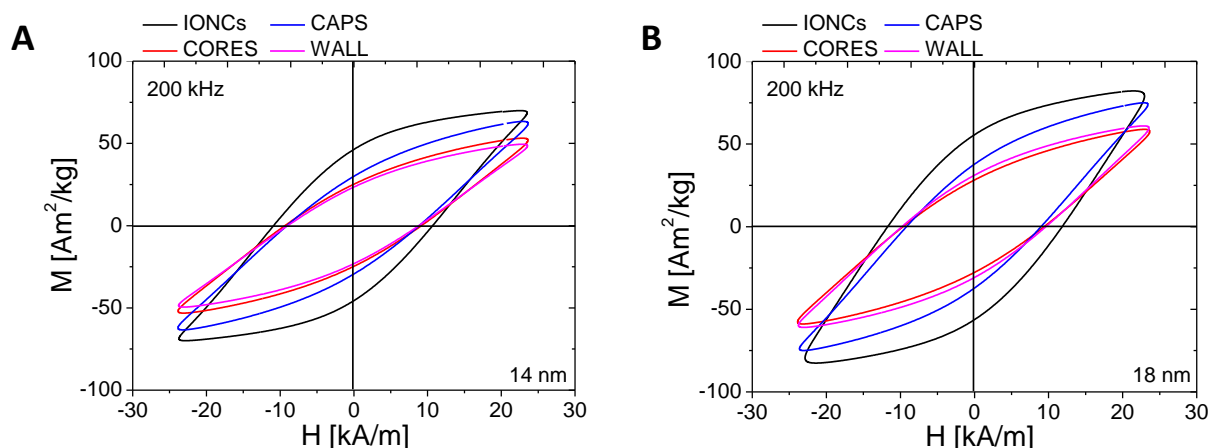 A
IONCs CAPS
CORES WALL
200 kHz
100
50
0
-50
-100
-30 -20 -10 0 10 20 30
14 nm
M [Am²/kg]
H [kA/m]
B
IONCs CAPS
CORES WALL
200 kHz
100
50
0
-50
-100
-30 -20 -10 0 10 20 30
18 nm
M [Am²/kg]
H [kA/m]